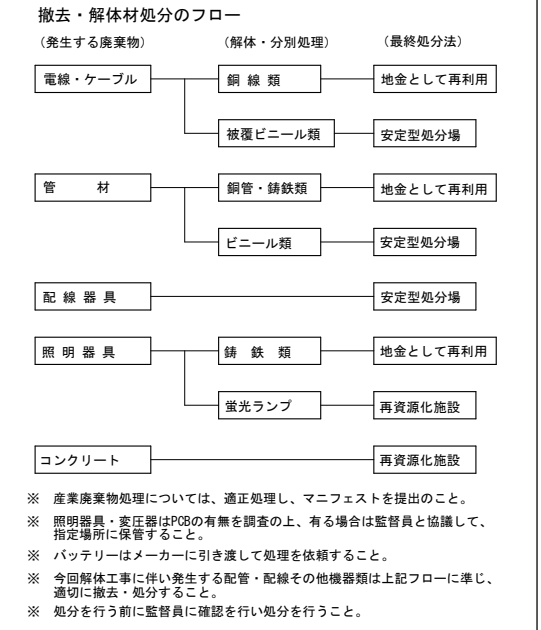 撤去・解体材処分のフロー
（発生する廃棄物） （解体・分別処理） （最終処分法）
電線・ケーブル 銅 線 類 地金として再利用
被覆ビニール類 安定型処分場
管 材 銅管・鋳鉄類 地金として再利用
ビニール類 安定型処分場
配 線 器 具 安定型処分場
照 明 器 具 鋳 鉄 類 地金として再利用
蛍光ランプ 再資源化施設
コンクリート 再資源化施設
※ 産業廃棄物処理については、適正処理し、マニフェストを提出のこと。
※ 照明器具・変圧器はPCBの有無を調査の上、有る場合は監督員と協議して、
指定場所に保管すること。
※ バッテリーはメーカーに引き渡して処理を依頼すること。
※ 今回解体工事に伴い発生する配管・配線その他機器類は上記フローに準じ、
適切に撤去・処分すること。
※ 処分を行う前に監督員に確認を行い処分を行うこと。